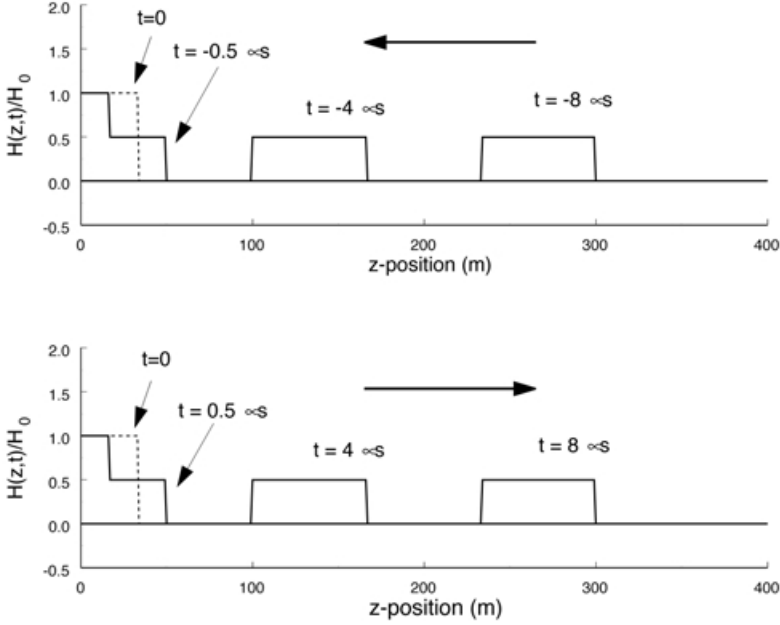 2.0
t=0
t = -0.5 ∝s
1.5
t = -8 ∝s
t = -4 ∝s
1.0
H(z,t)/H0
0.5
0.0
-0.5
0 100 200 300 400
z-position (m)
2.0
t=0
1.5
t = 0.5 ∝s
t = 8 ∝s
t = 4 ∝s
1.0
H(z,t)/H0
0.5
0.0
-0.5
0 100 200 300 400
z-position (m)